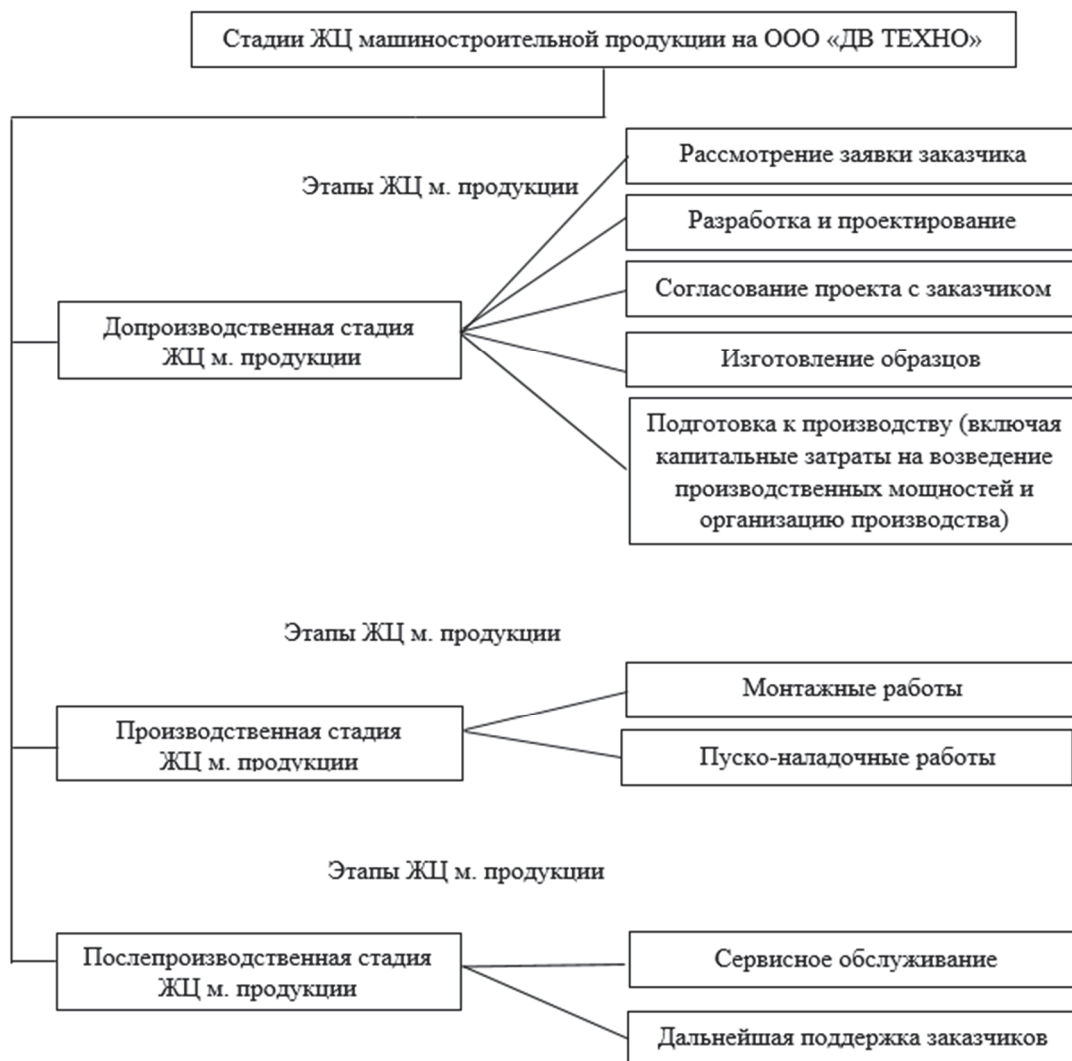 Стадии ЖЦ машиностроительной продукции на ООО «ДВ ТЕХНО»
Этапы ЖЦ м. продукции
Допроизводственная стадия
ЖЦ м. продукции
Рассмотрение заявки заказчика
Разработка и проектирование
Согласование проекта с заказчиком
Изготовление образцов
Подготовка к производству (включая
капитальные затраты на возведение
производственных мощностей и
организацию производства)
Этапы ЖЦ м. продукции
Производственная стадия
ЖЦ м. продукции
Монтажные работы
Пуско-наладочные работы
Этапы ЖЦ м. продукции
Послепроизводственная стадия
ЖЦ м. продукции
Сервисное обслуживание
Дальнейшая поддержка заказчиков